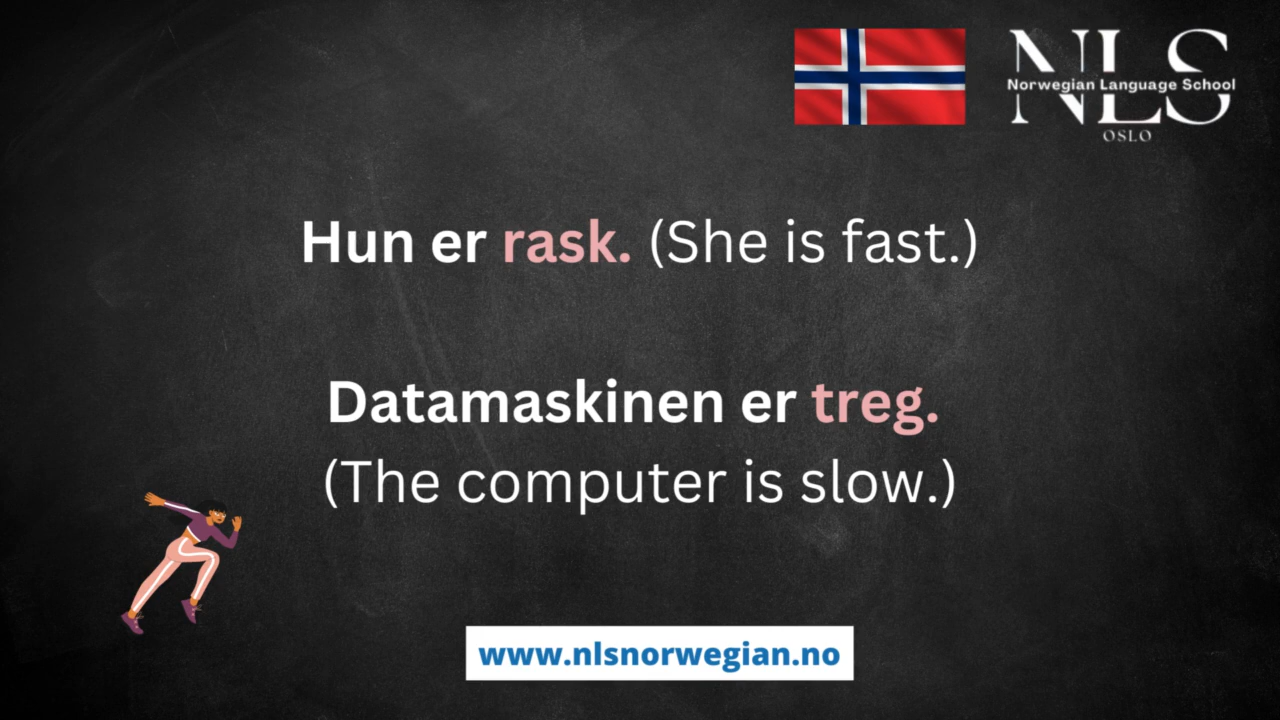 NLS
Norwegian Language School
OSLO
Hun er rask. (She is fast.)
Datamaskinen er treg.
(The computer is slow.)
www.nlsnorwegian.no